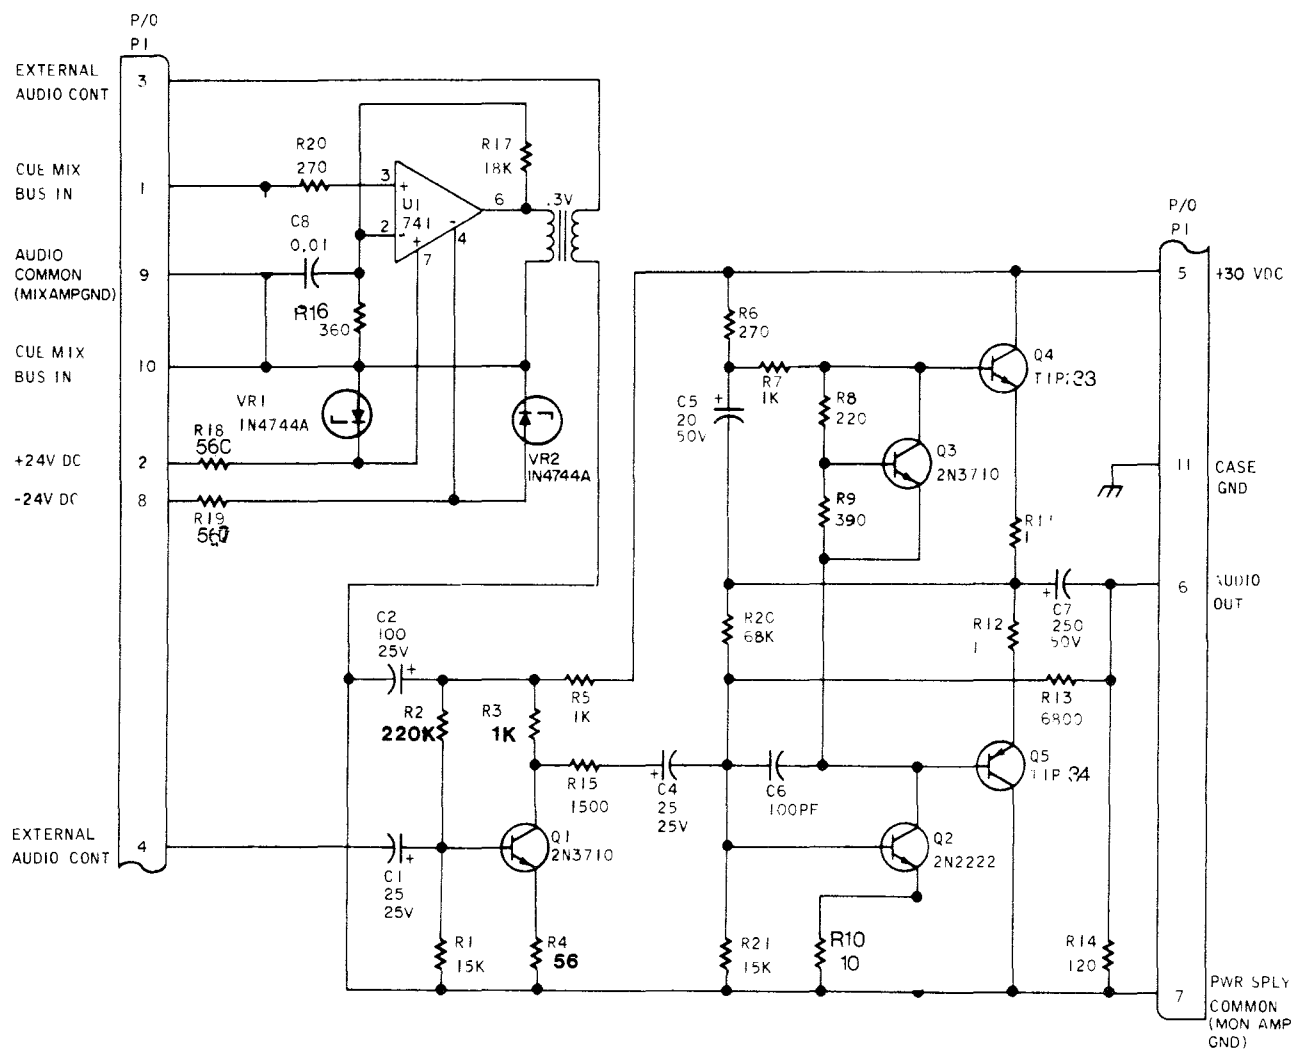 P/O
P1
EXTERNAL
AUDIO CONT
3
CUE MIX
BUS IN
1
AUDIO
COMMON
(MIXAMPGND)
9
CUE MIX
BUS IN
10
+24V DC
2
-24V DC
8
EXTERNAL
AUDIO CONT
4
R20
270
3
+
U1
741
2
-
+
7
-
4
6
R17
18K
.3V
C8
0.01
R16
360
VR1
1N4744A
R18
VR2
1N4744A
R19
C2
100
25V
+
R2
220K
R3
1K
R5
1K
R15
1500
+
C4
25
25V
C1
25
25V
+
Q1
2N3710
R1
15K
R4
56
R6
270
R7
1K
+
C5
20
50V
R8
220
Q3
2N3710
R9
390
Q4
TIP33
R11
1
+
C7
250
50V
R20
68K
R12
1
R13
6800
C6
100PF
Q5
TIP34
Q2
2N2222
R21
15K
R10
10
R14
120
P/O
P1
5
+30 VDC
11
CASE
GND
6
AUDIO
OUT
7
PWR SPLY
COMMON
(MON AMP
GND)